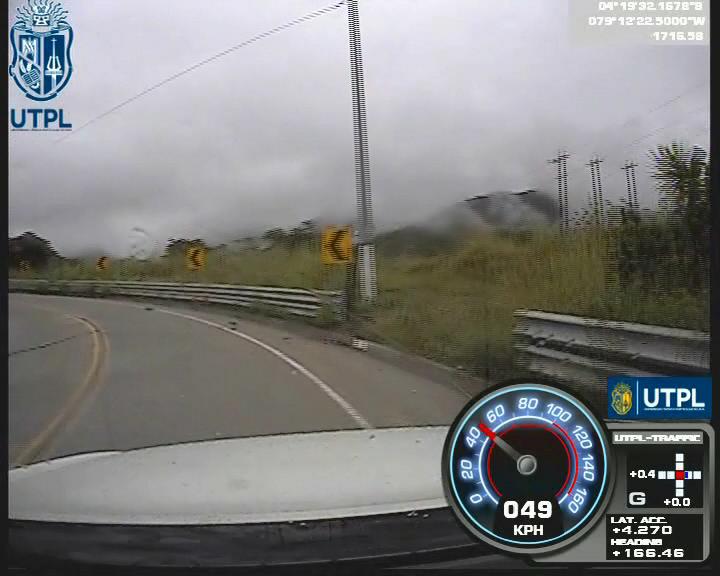 04°19'32.1678"S
079°12'22.5000"W
1716.58
UTPL
UTPL
UTPL-TRAFFIC
+0.4
G
+0.0
LAT. ACC.
+4.270
HEADING
+166.46
0 20 40 60 80 100 120 140 160
049
KPH